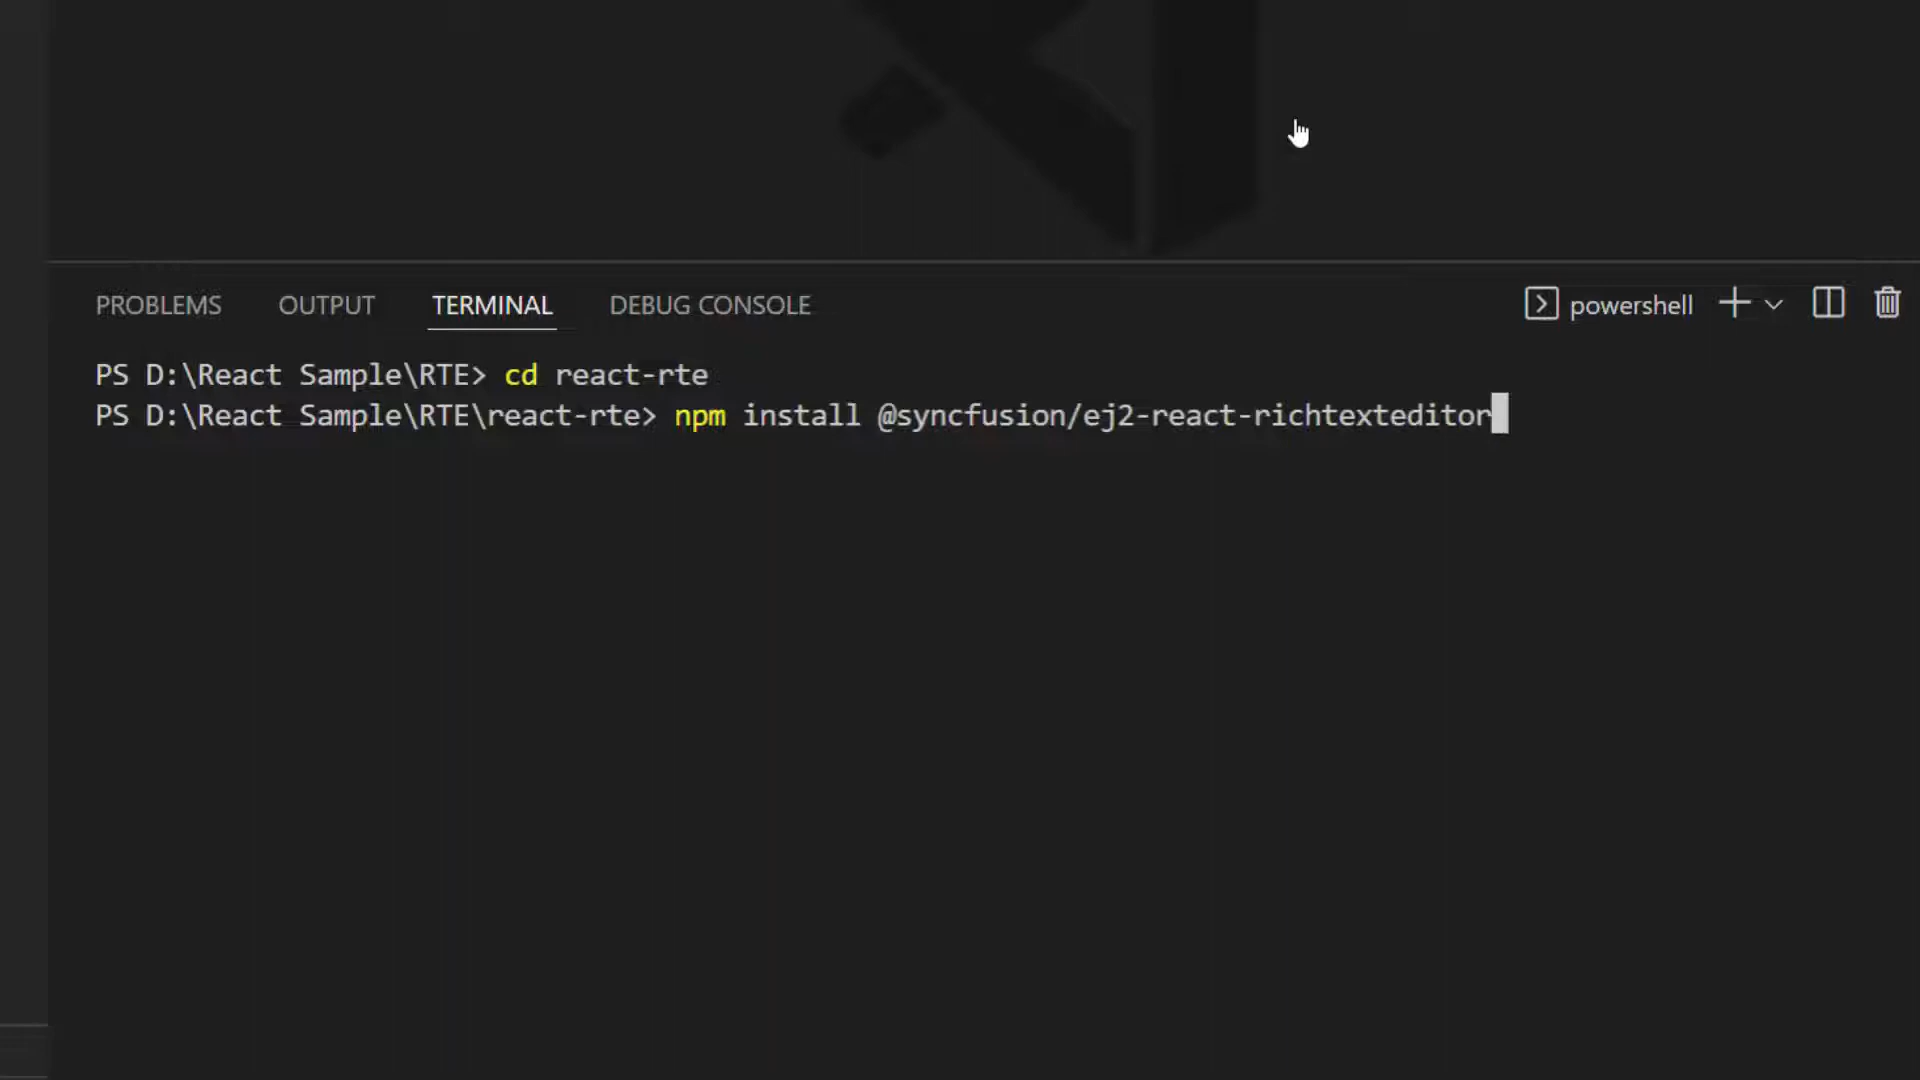 PROBLEMS OUTPUT TERMINAL DEBUG CONSOLE powershell
PS D:\React Sample\RTE> cd react-rte
PS D:\React Sample\RTE\react-rte> npm install @syncfusion/ej2-react-richtexteditor